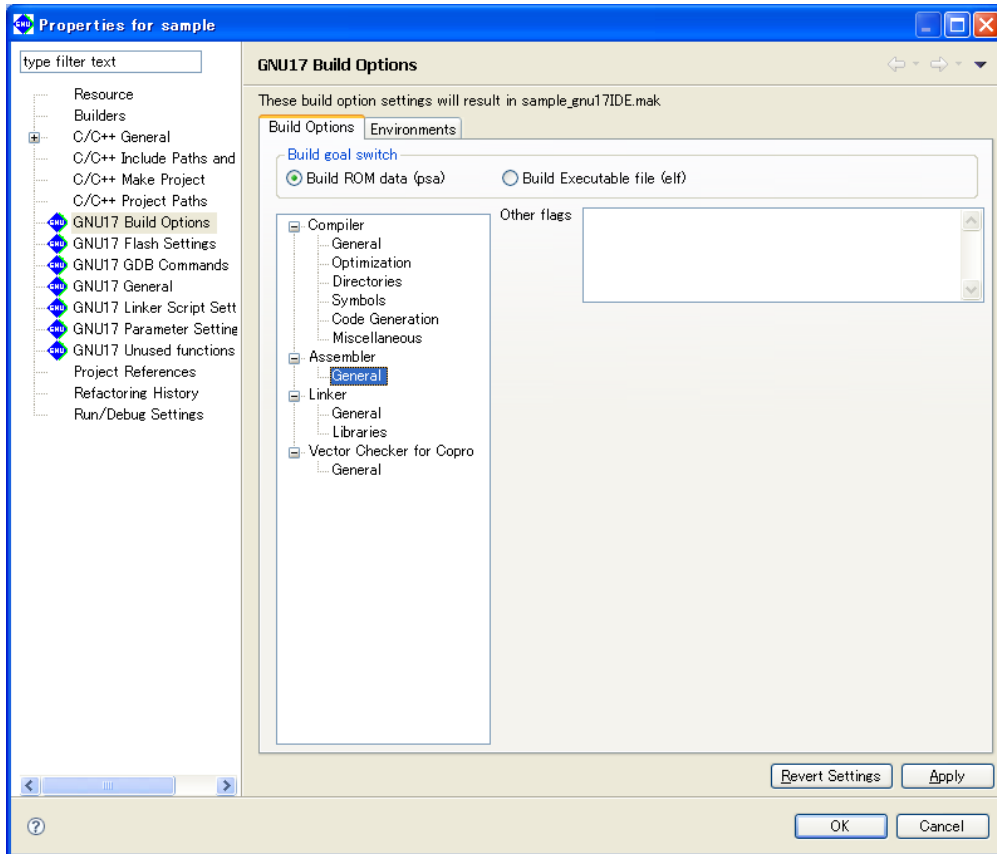 Properties for sample
type filter text
GNU17 Build Options
Resource
Builders
C/C++ General
C/C++ Include Paths and
C/C++ Make Project
C/C++ Project Paths
GNU17 Build Options
GNU17 Flash Settings
GNU17 GDB Commands
GNU17 General
GNU17 Linker Script Sett
GNU17 Parameter Setting
GNU17 Unused functions
Project References
Refactoring History
Run/Debug Settings
These build option settings will result in sample_gnu17IDE.mak
Build Options Environments
Build goal switch
Build ROM data (psa) Build Executable file (elf)
Compiler
General
Optimization
Directories
Symbols
Code Generation
Miscellaneous
Assembler
General
Linker
General
Libraries
Vector Checker for Copro
General
Other flags
Revert Settings Apply
OK Cancel